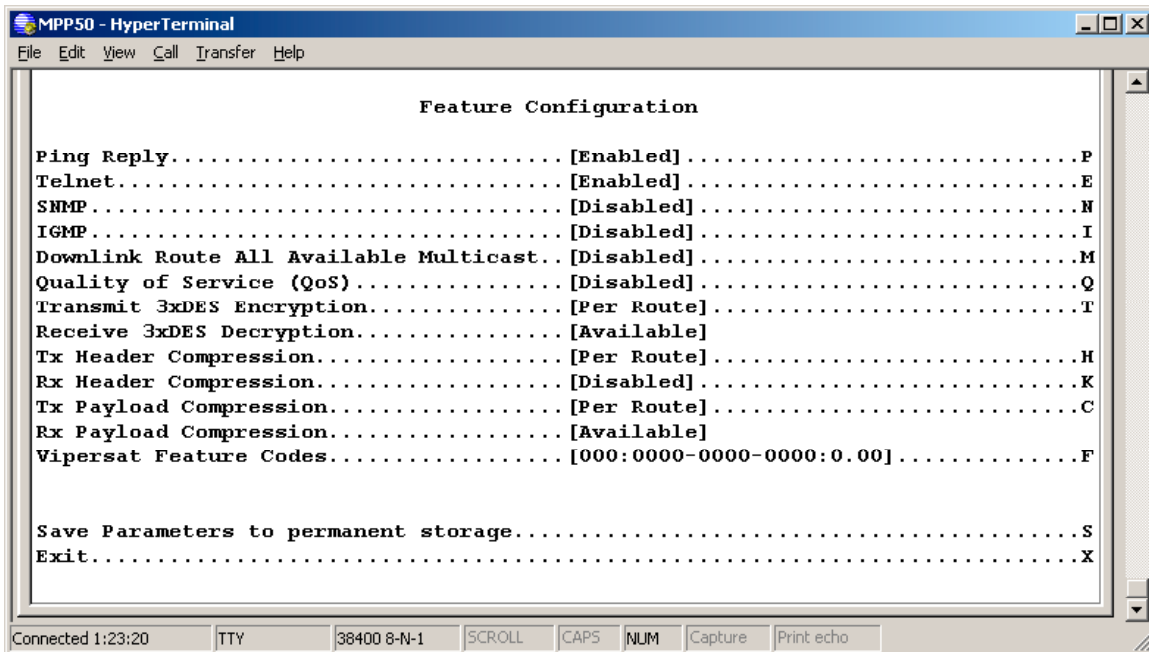 MPP50 - HyperTerminal
File Edit View Call Transfer Help
Feature Configuration
Ping Reply.............................[Enabled]..............................P
Telnet.................................[Enabled]..............................E
SNMP...................................[Disabled].............................N
IGMP...................................[Disabled].............................I
Downlink Route All Available Multicast..[Disabled].............................M
Quality of Service (QoS)...............[Disabled].............................Q
Transmit 3xDES Encryption..............[Per Route]............................T
Receive 3xDES Decryption...............[Available]
Tx Header Compression..................[Per Route]............................H
Rx Header Compression..................[Disabled].............................K
Tx Payload Compression.................[Per Route]............................C
Rx Payload Compression.................[Available]
Vipersat Feature Codes.................[000:0000-0000-0000:0.00]..............F
Save Parameters to permanent storage..........................................S
Exit..........................................................................X
Connected 1:23:20 TTY 38400 8-N-1 SCROLL CAPS NUM Capture Print echo